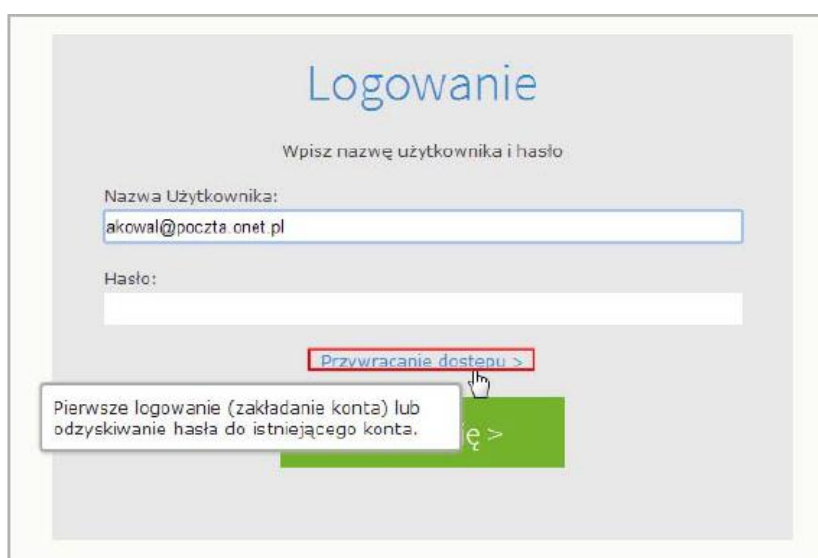 Logowanie
Wpisz nazwę użytkownika i hasło
Nazwa Użytkownika:
akowal@poczta.onet.pl
Hasło:
Przywracanie dostępu >
Pierwsze logowanie (zakładanie konta) lub
odzyskiwanie hasła do istniejącego konta.
ę >